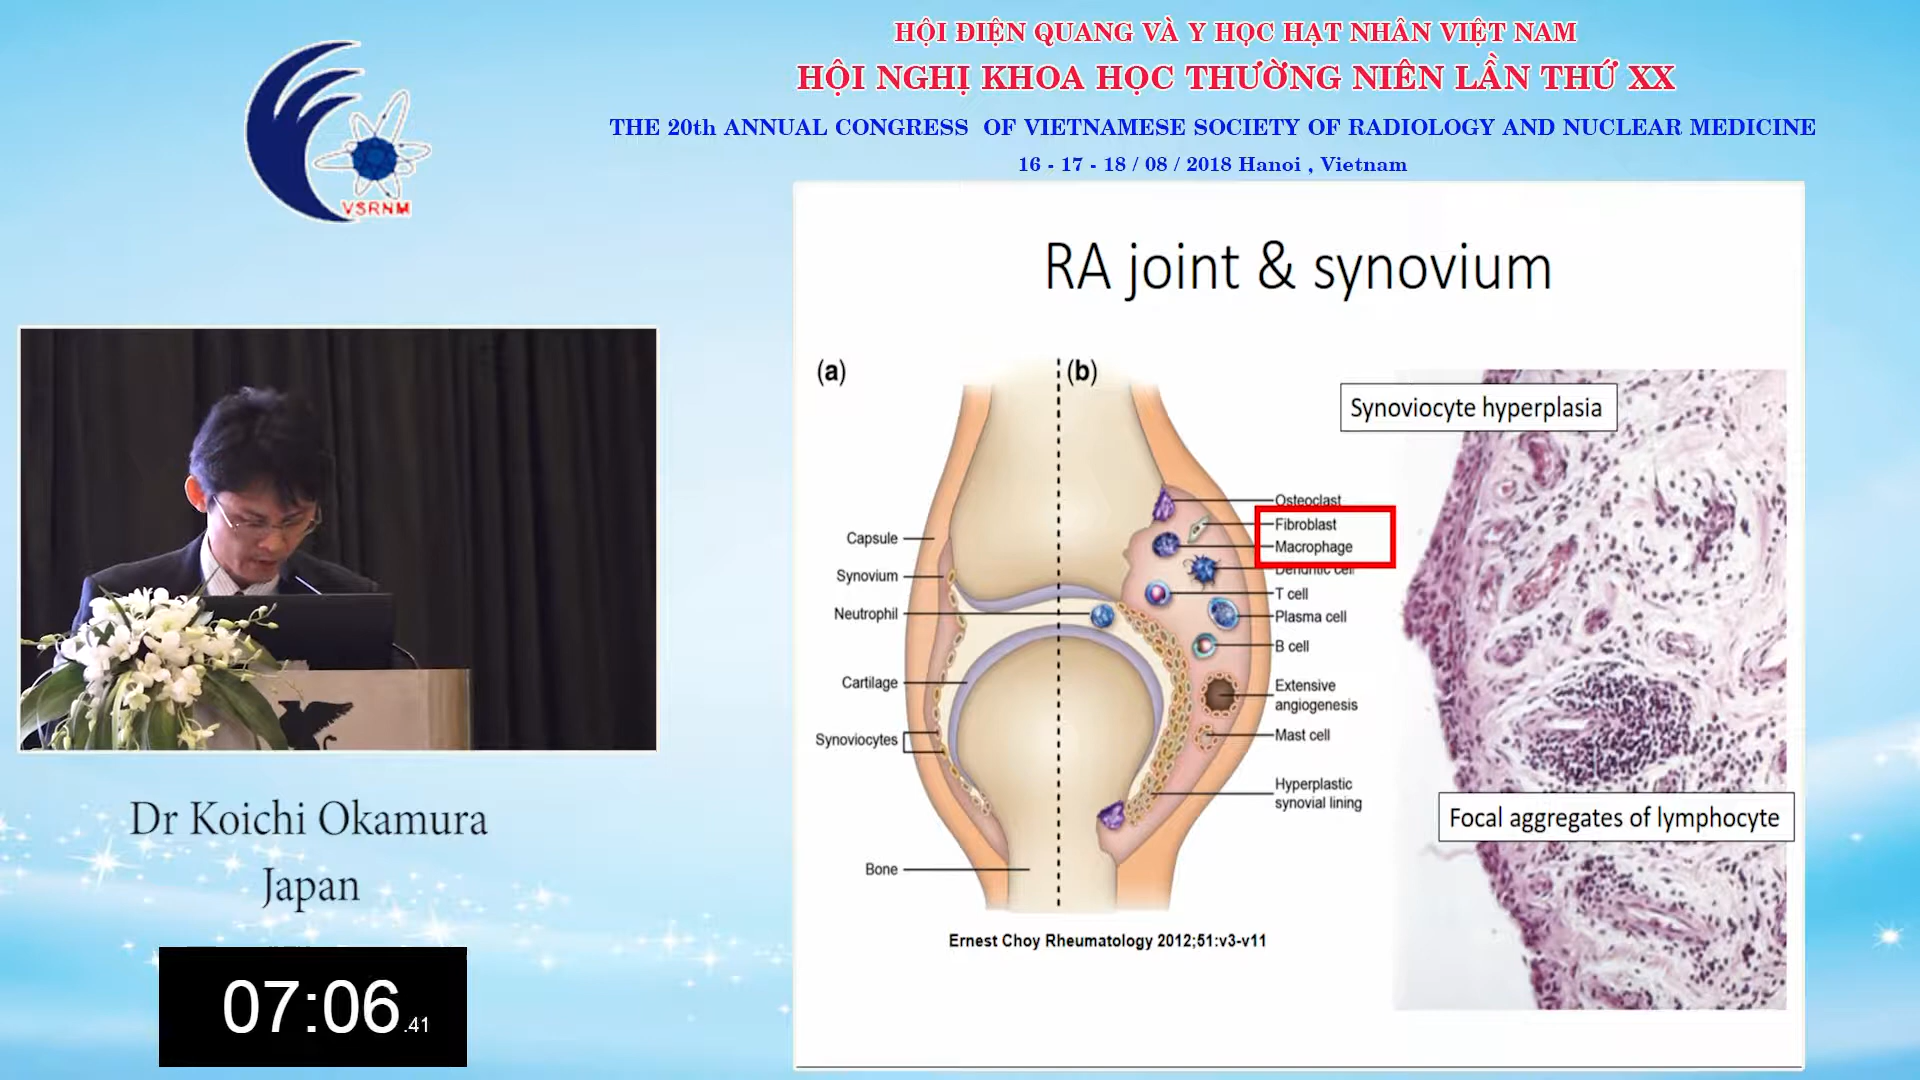 HỘI ĐIỆN QUANG VÀ Y HỌC HẠT NHÂN VIỆT NAM
HỘI NGHỊ KHOA HỌC THƯỜNG NIÊN LẦN THỨ XX
THE 20th ANNUAL CONGRESS OF VIETNAMESE SOCIETY OF RADIOLOGY AND NUCLEAR MEDICINE
16 - 17 - 18 / 08 / 2018 Hanoi , Vietnam
VSRNM
RA joint & synovium
(a)
(b)
Synoviocyte hyperplasia
Capsule
Synovium
Neutrophil
Cartilage
Synoviocytes
Bone
Osteoclast
Fibroblast
Macrophage
Dendritic cell
T cell
Plasma cell
B cell
Extensive
angiogenesis
Mast cell
Hyperplastic
synovial lining
Focal aggregates of lymphocyte
Ernest Choy Rheumatology 2012;51:v3-v11
Dr Koichi Okamura
Japan
07:06.41